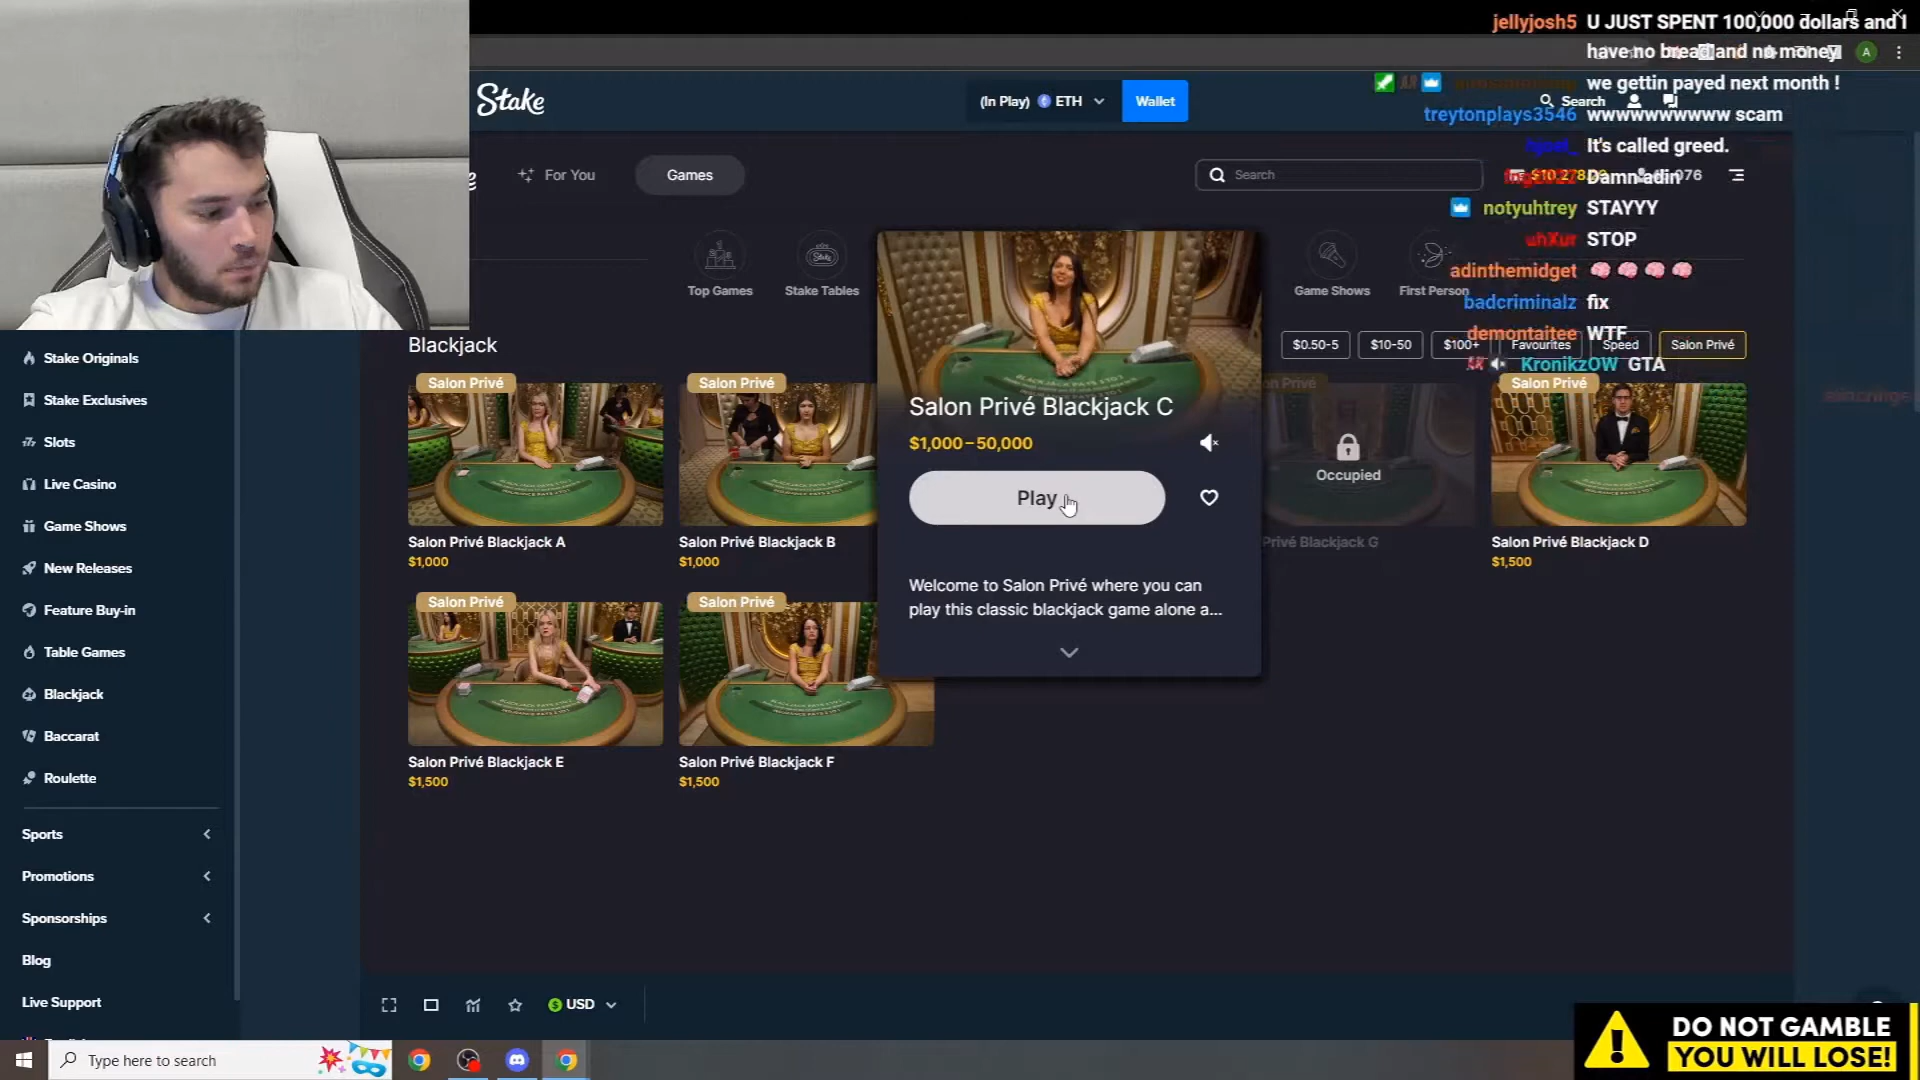 jellyjosh5 U JUST SPENT 100,000 dollars and I
have no bread and no money
we gettin payed next month !
treytonplays3546 wwwwwwwwww scam
It's called greed.
Damn adin
notyuhtrey STAYYY
uhXur STOP
adinthemidget 🧠 🧠 🧠 🧠
badcriminalz fix
demontaitee WTF
KronikzOW GTA
Stake
(In Play) ETH
Wallet
Search
A
For You
Games
Search
Top Games
Stake Tables
Game Shows
First Person
Blackjack
$0.50-5
$10-50
$100+
Favourites
Speed
Salon Privé
Stake Originals
Stake Exclusives
Slots
Live Casino
Game Shows
New Releases
Feature Buy-in
Table Games
Blackjack
Baccarat
Roulette
Sports
Promotions
Sponsorships
Blog
Live Support
Salon Privé
Salon Privé Blackjack A
$1,000
Salon Privé
Salon Privé Blackjack B
$1,000
Salon Privé Blackjack C
$1,000–50,000
Play
Welcome to Salon Privé where you can
play this classic blackjack game alone a...
Occupied
Privé Blackjack G
Salon Privé
Salon Privé Blackjack D
$1,500
Salon Privé
Salon Privé Blackjack E
$1,500
Salon Privé
Salon Privé Blackjack F
$1,500
USD
Type here to search
DO NOT GAMBLE
YOU WILL LOSE!